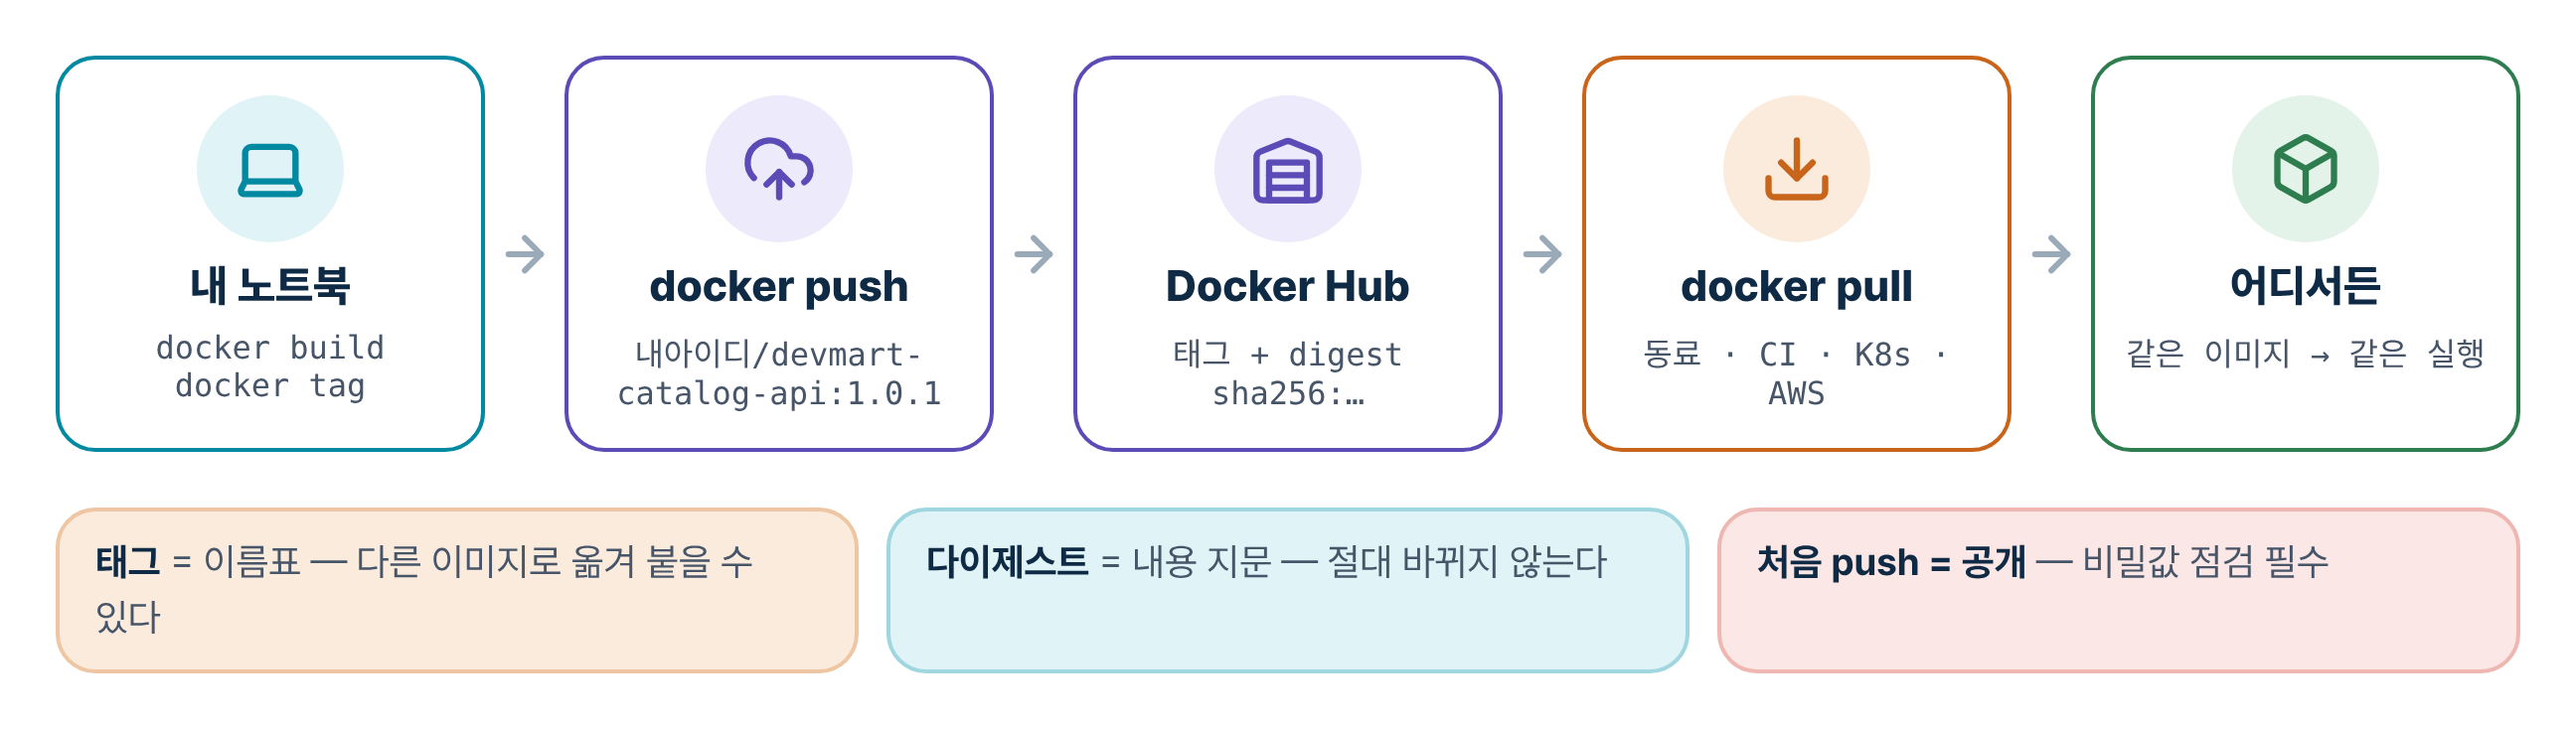 내 노트북
docker build
docker tag
docker push
내아이디/devmart-
catalog-api:1.0.1
Docker Hub
태그 + digest
sha256:…
docker pull
동료 · CI · K8s ·
AWS
어디서든
같은 이미지 → 같은 실행
태그 = 이름표 — 다른 이미지로 옮겨 붙을 수
있다
다이제스트 = 내용 지문 — 절대 바뀌지 않는다
처음 push = 공개 — 비밀값 점검 필수